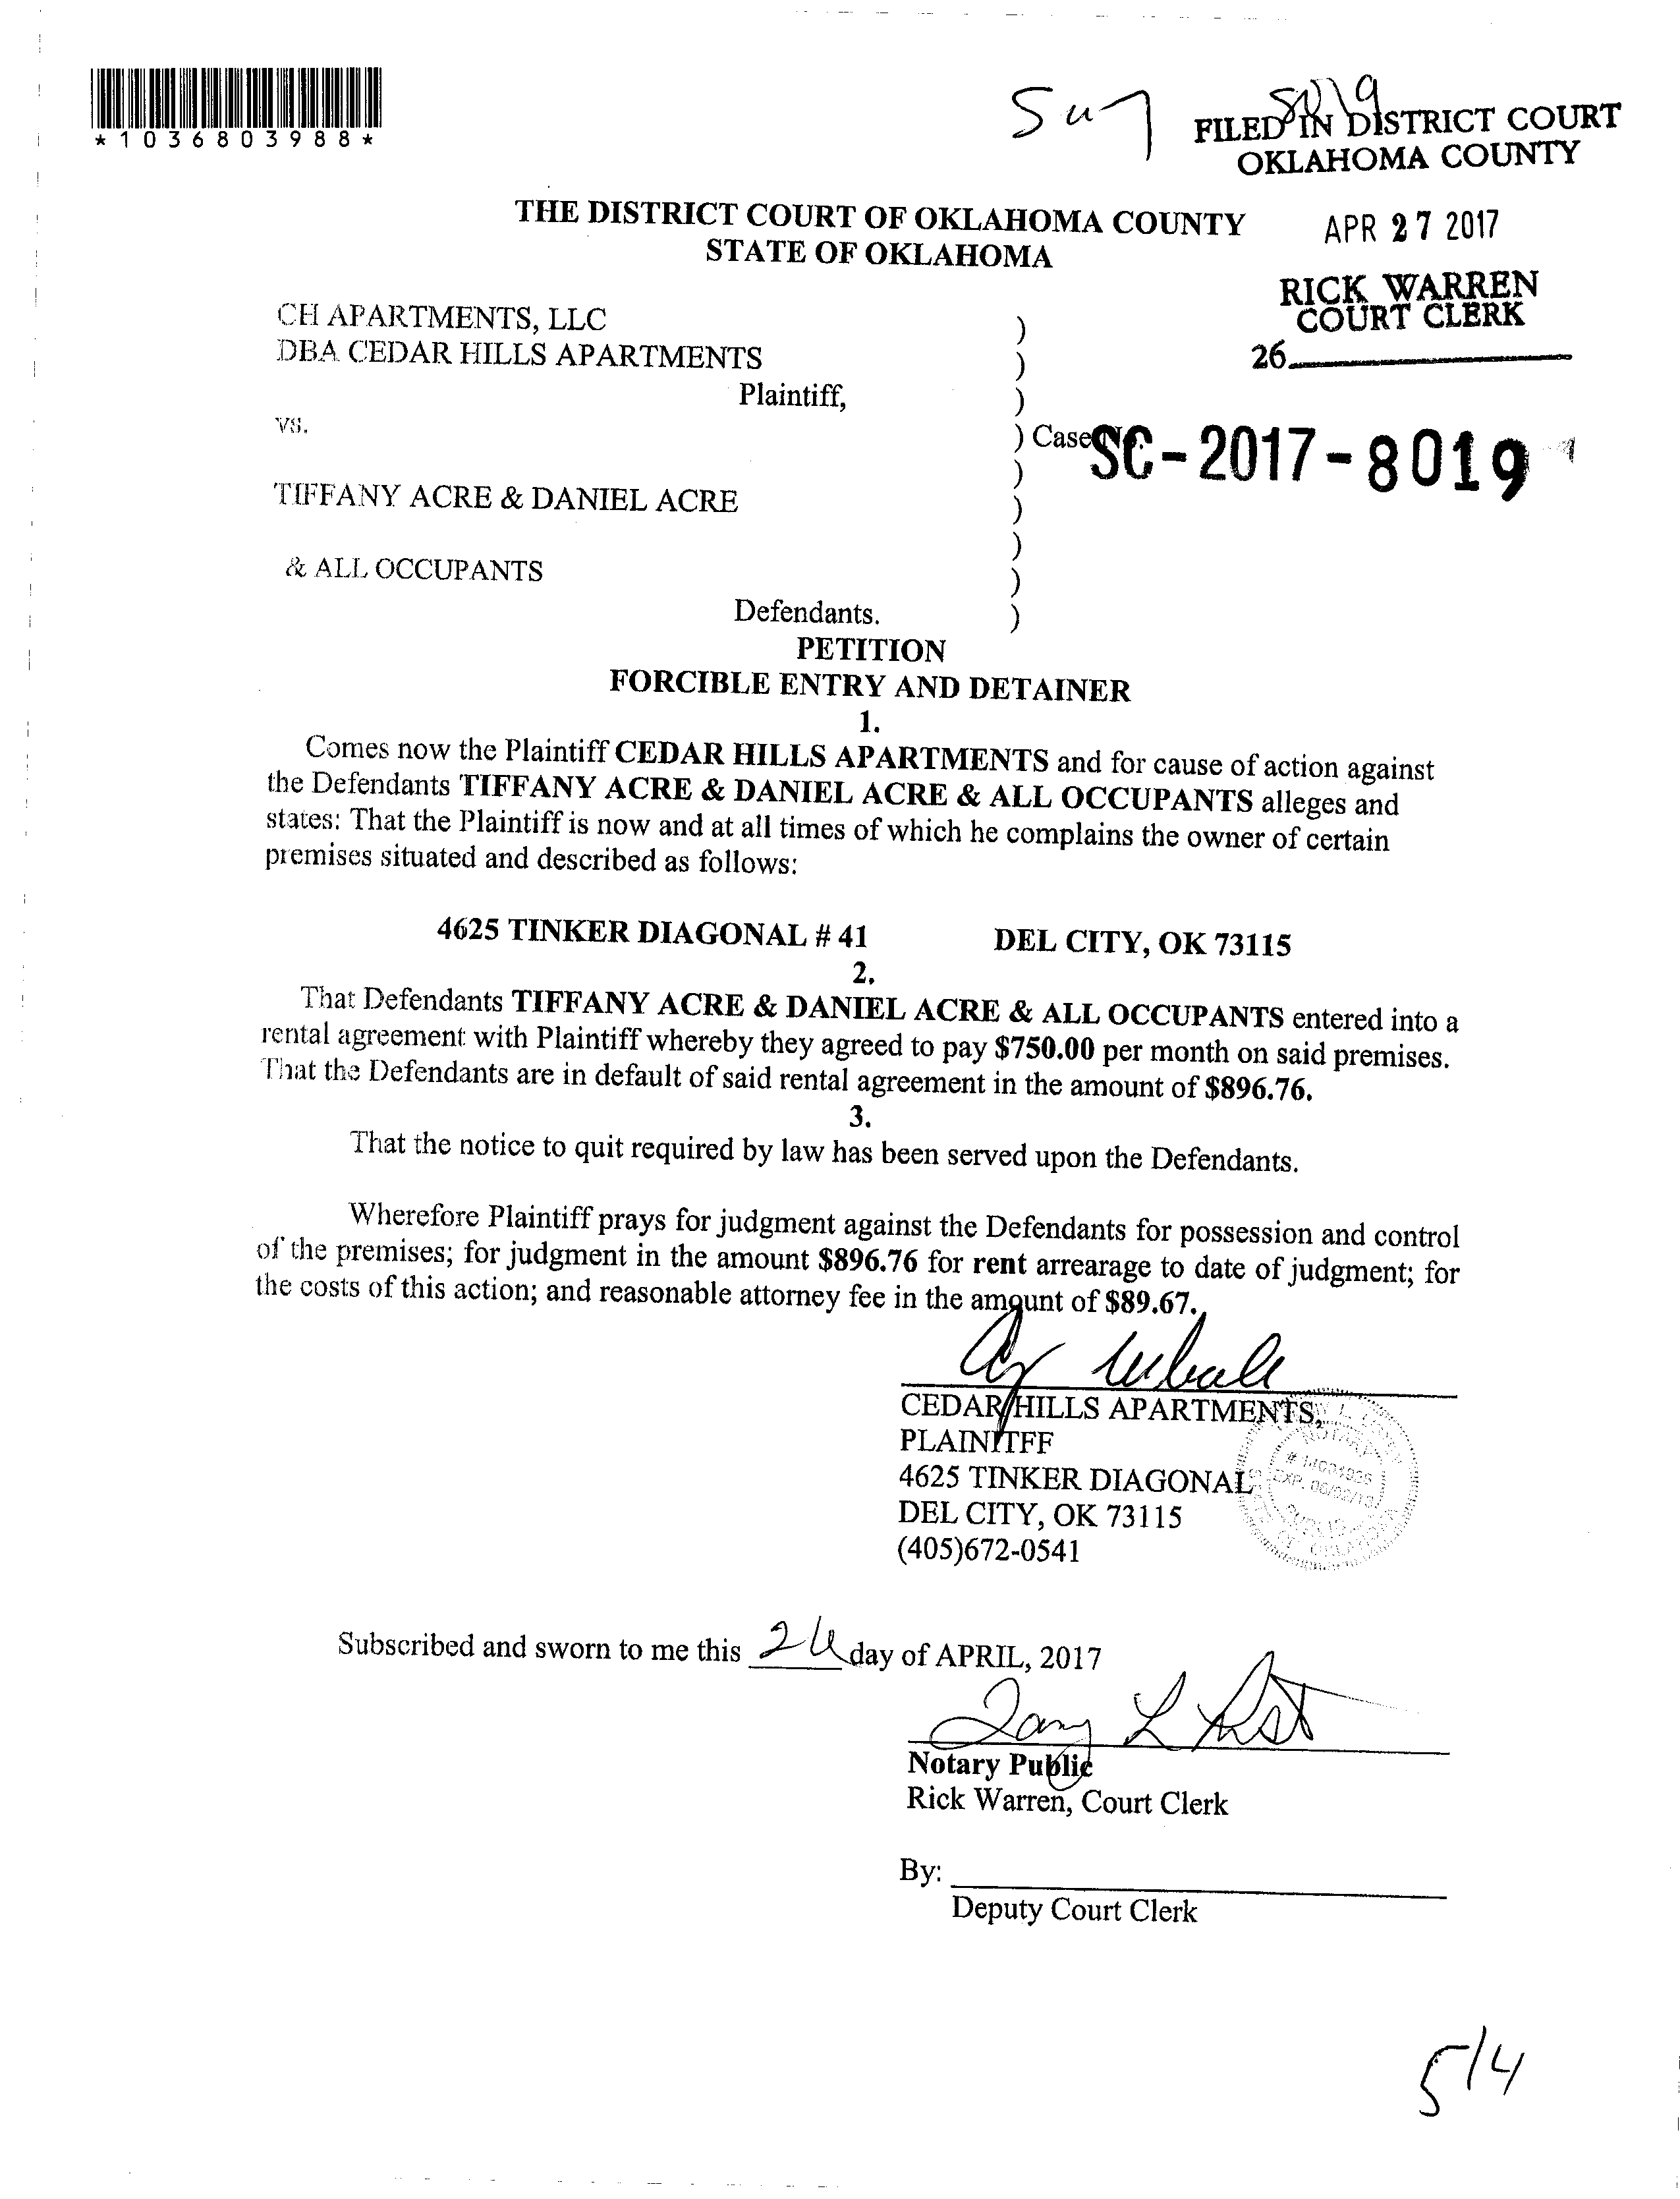 *1036803988*
FILED IN DISTRICT COURT
OKLAHOMA COUNTY
THE DISTRICT COURT OF OKLAHOMA COUNTY
STATE OF OKLAHOMA
APR 27 2017
RICK WARREN
COURT CLERK
26
CH APARTMENTS, LLC )
DBA CEDAR HILLS APARTMENTS )
Plaintiff, )
vs. ) Case No.
SC-2017-8019
)
TIFFANY ACRE & DANIEL ACRE )
)
& ALL OCCUPANTS )
Defendants. )
PETITION
FORCIBLE ENTRY AND DETAINER
1.
Comes now the Plaintiff CEDAR HILLS APARTMENTS and for cause of action against
the Defendants TIFFANY ACRE & DANIEL ACRE & ALL OCCUPANTS alleges and
states: That the Plaintiff is now and at all times of which he complains the owner of certain
premises situated and described as follows:
4625 TINKER DIAGONAL # 41 DEL CITY, OK 73115
2.
That Defendants TIFFANY ACRE & DANIEL ACRE & ALL OCCUPANTS entered into a
rental agreement with Plaintiff whereby they agreed to pay $750.00 per month on said premises.
That the Defendants are in default of said rental agreement in the amount of $896.76.
3.
That the notice to quit required by law has been served upon the Defendants.
Wherefore Plaintiff prays for judgment against the Defendants for possession and control
of the premises; for judgment in the amount $896.76 for rent arrearage to date of judgment; for
the costs of this action; and reasonable attorney fee in the amount of $89.67.
CEDAR HILLS APARTMENTS,
PLAINITFF
4625 TINKER DIAGONAL
DEL CITY, OK 73115
(405)672-0541
NOTARY
PUBLIC
Subscribed and sworn to me this 26 day of APRIL, 2017
Notary Public
Rick Warren, Court Clerk
By:
Deputy Court Clerk
5/4